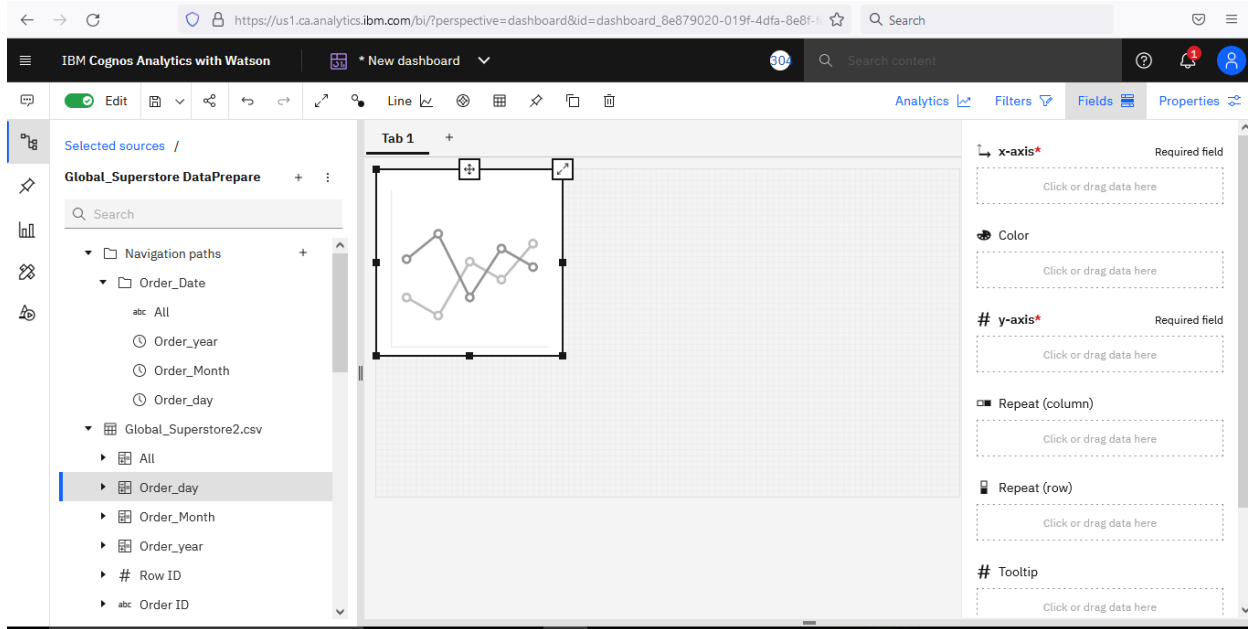 https://us1.ca.analytics.ibm.com/bi/?perspective=dashboard&id=dashboard_8e879020-019f-4dfa-8e8f-f
Search
IBM Cognos Analytics with Watson
* New dashboard
304
Search content
1
Edit
Line
Analytics
Filters
Fields
Properties
Selected sources /
Global_Superstore DataPrepare
Search
Navigation paths
Order_Date
abc All
Order_year
Order_Month
Order_day
Global_Superstore2.csv
All
Order_day
Order_Month
Order_year
# Row ID
abc Order ID
Tab 1 +
x-axis* Required field
Click or drag data here
Color
Click or drag data here
# y-axis* Required field
Click or drag data here
Repeat (column)
Click or drag data here
Repeat (row)
Click or drag data here
# Tooltip
Click or drag data here